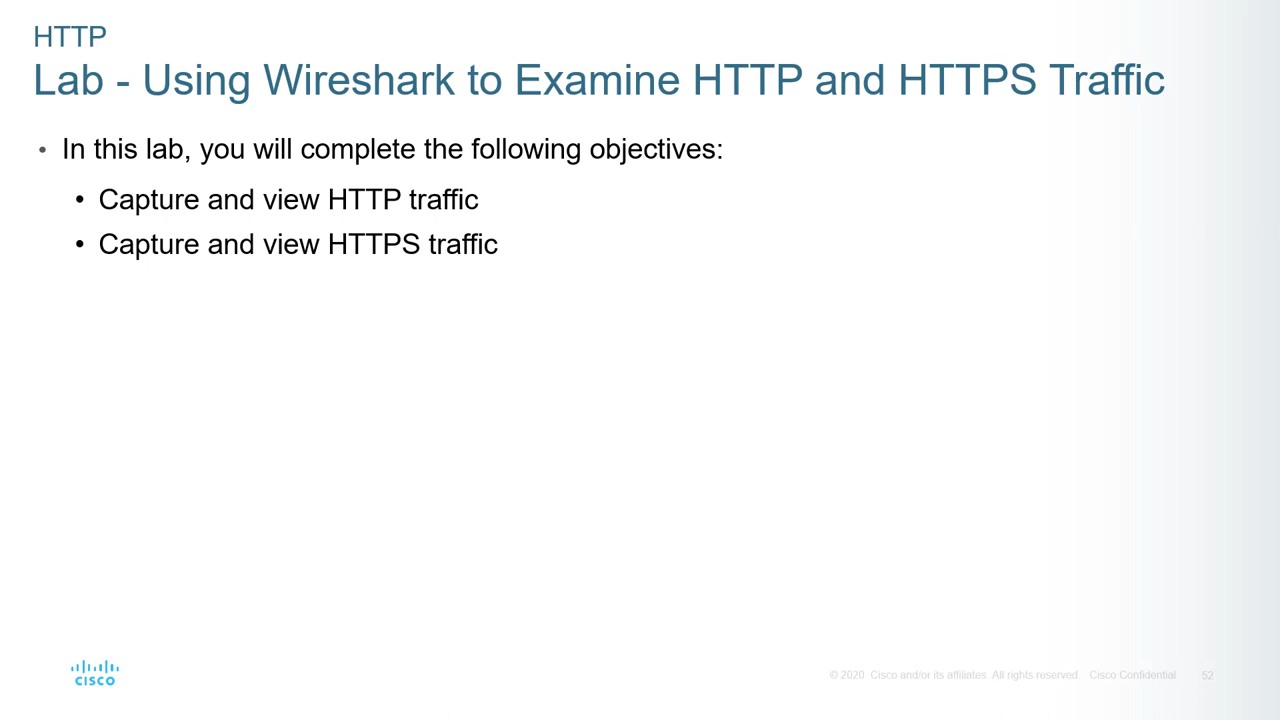 HTTP
Lab - Using Wireshark to Examine HTTP and HTTPS Traffic
• In this lab, you will complete the following objectives:
• Capture and view HTTP traffic
• Capture and view HTTPS traffic
CISCO
© 2020 Cisco and/or its affiliates. All rights reserved. Cisco Confidential 52